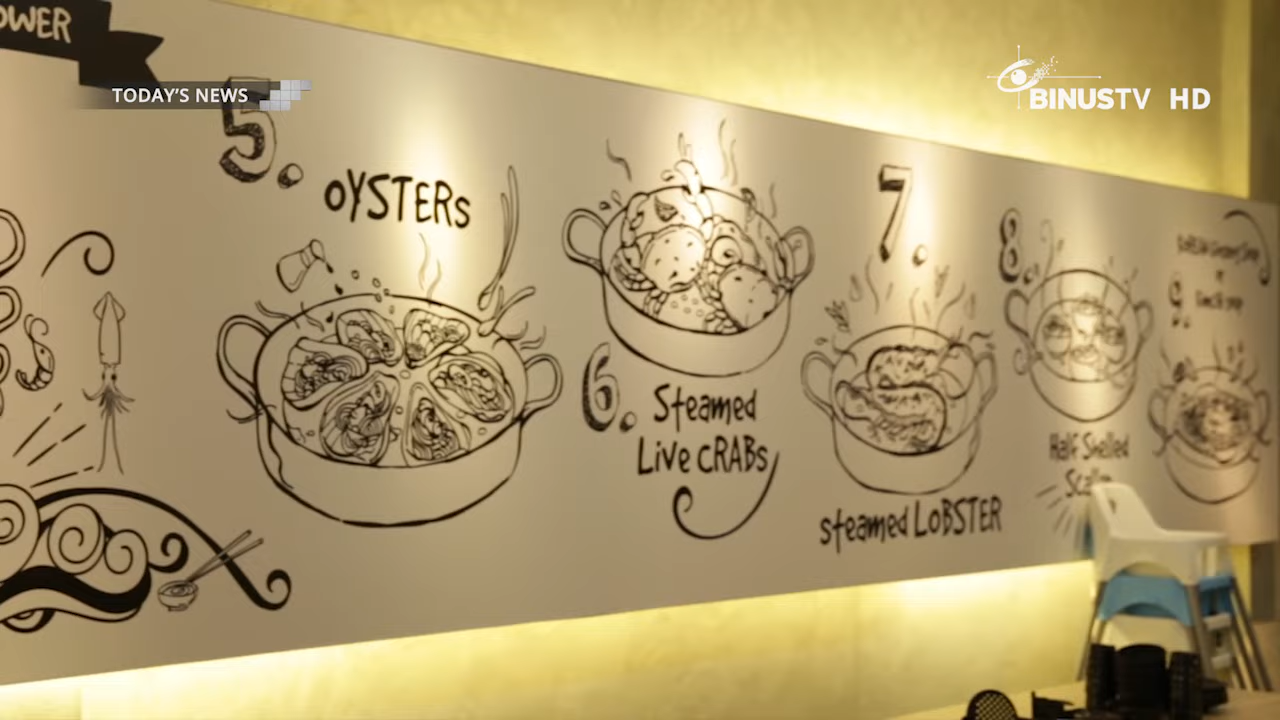 OWER
TODAY'S NEWS
BINUSTV HD
5.
OYSTERs
6.
Steamed
Live CRABs
7.
steamed LOBSTER
8.
Half Shelled
9.